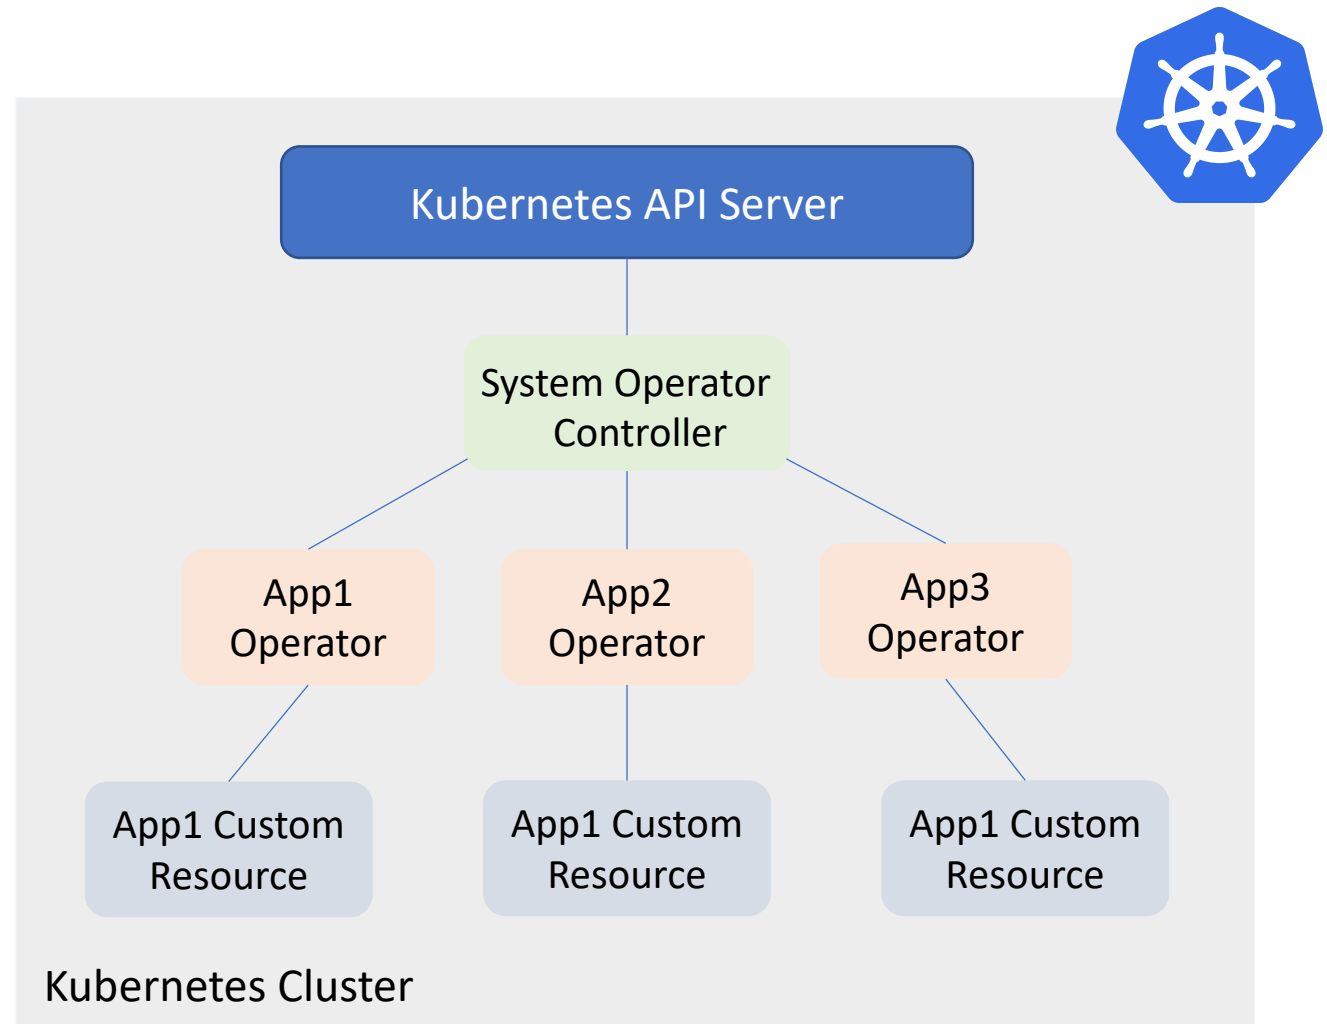 Kubernetes API Server
System Operator
Controller
App1
Operator
App2
Operator
App3
Operator
App1 Custom
Resource
App1 Custom
Resource
App1 Custom
Resource
Kubernetes Cluster